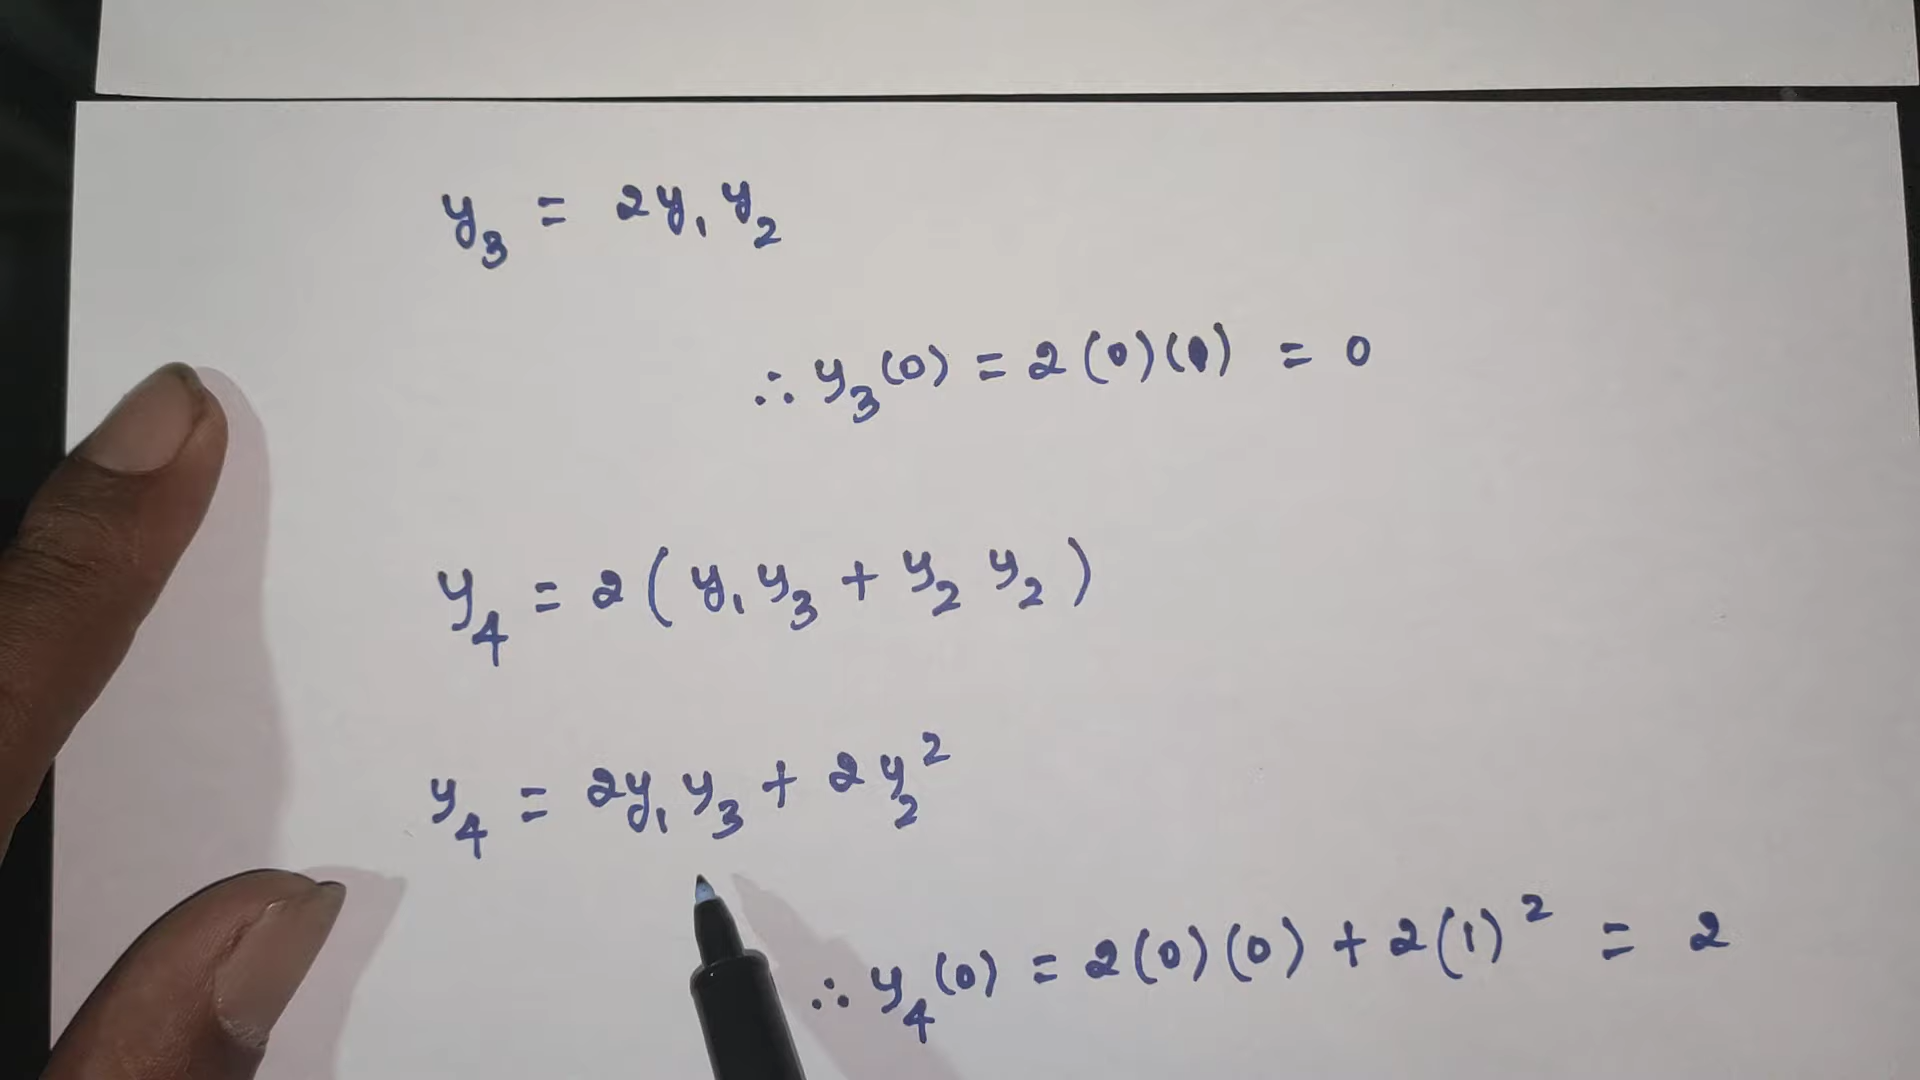 y₃ = 2y₁y₂
∴ y₃(0) = 2(0)(1) = 0
y₄ = 2(y₁y₃ + y₂y₂)
y₄ = 2y₁y₃ + 2y₂²
∴ y₄(0) = 2(0)(0) + 2(1)² = 2